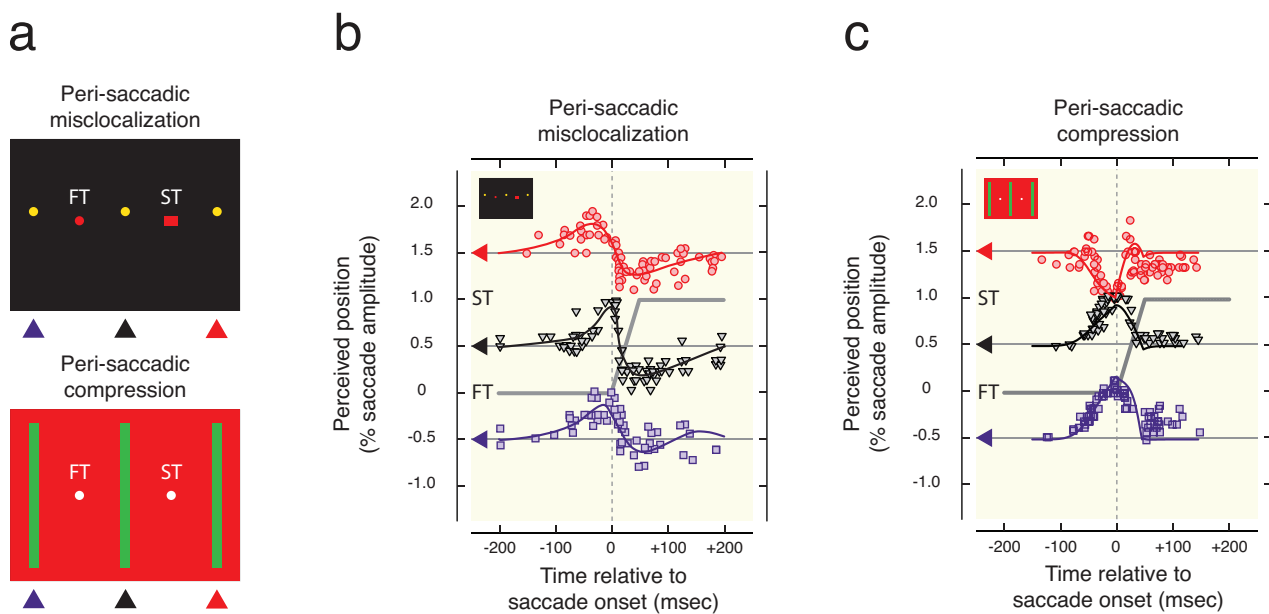 a
Peri-saccadic
mislocalization
FT
ST
Peri-saccadic
compression
FT
ST
b
Peri-saccadic
misclocalization
Perceived position
(% saccade amplitude)
2.0
1.5
ST
1.0
0.5
0
FT
-0.5
-1.0
-200
-100
0
+100
+200
Time relative to
saccade onset (msec)
c
Peri-saccadic
compression
Perceived position
(% saccade amplitude)
2.0
1.5
ST
1.0
0.5
0
FT
-0.5
-1.0
-200
-100
0
+100
+200
Time relative to
saccade onset (msec)